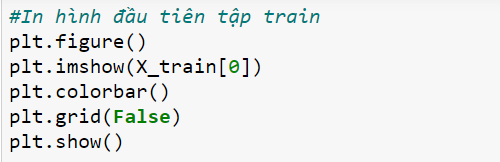 #In hình đầu tiên tập train
plt.figure()
plt.imshow(X_train[0])
plt.colorbar()
plt.grid(False)
plt.show()